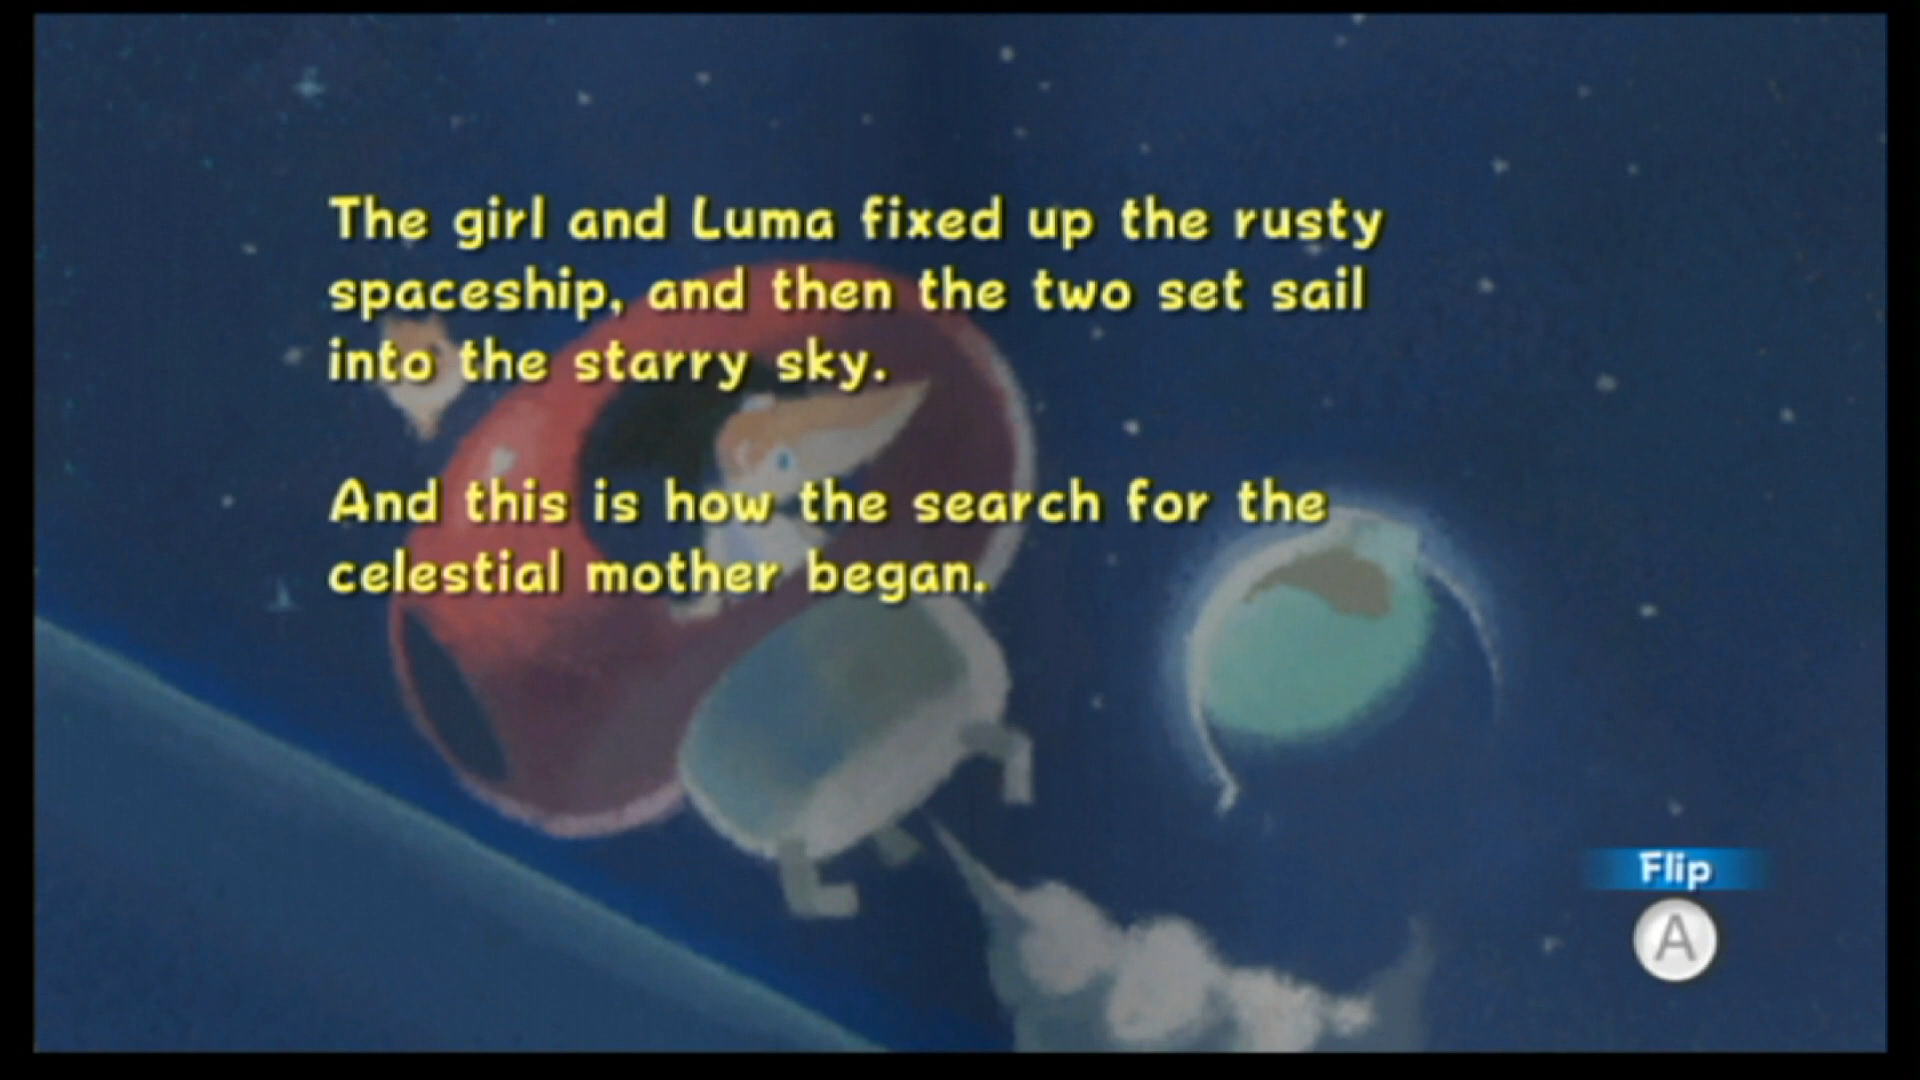 The girl and Luma fixed up the rusty
spaceship, and then the two set sail
into the starry sky.
And this is how the search for the
celestial mother began.
Flip
A